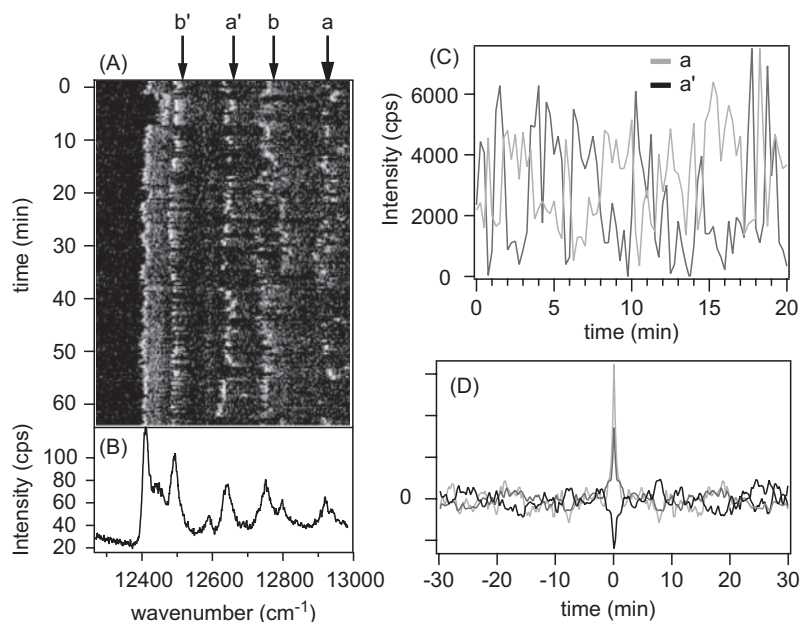 b' a' b a
(A)
0
10
20
30
40
50
60
time (min)
(B)
100
80
60
40
20
Intensity (cps)
12400 12600 12800 13000
wavenumber (cm⁻¹)
(C)
a
a'
6000
4000
2000
0
Intensity (cps)
0 5 10 15 20
time (min)
(D)
0
-30 -20 -10 0 10 20 30
time (min)